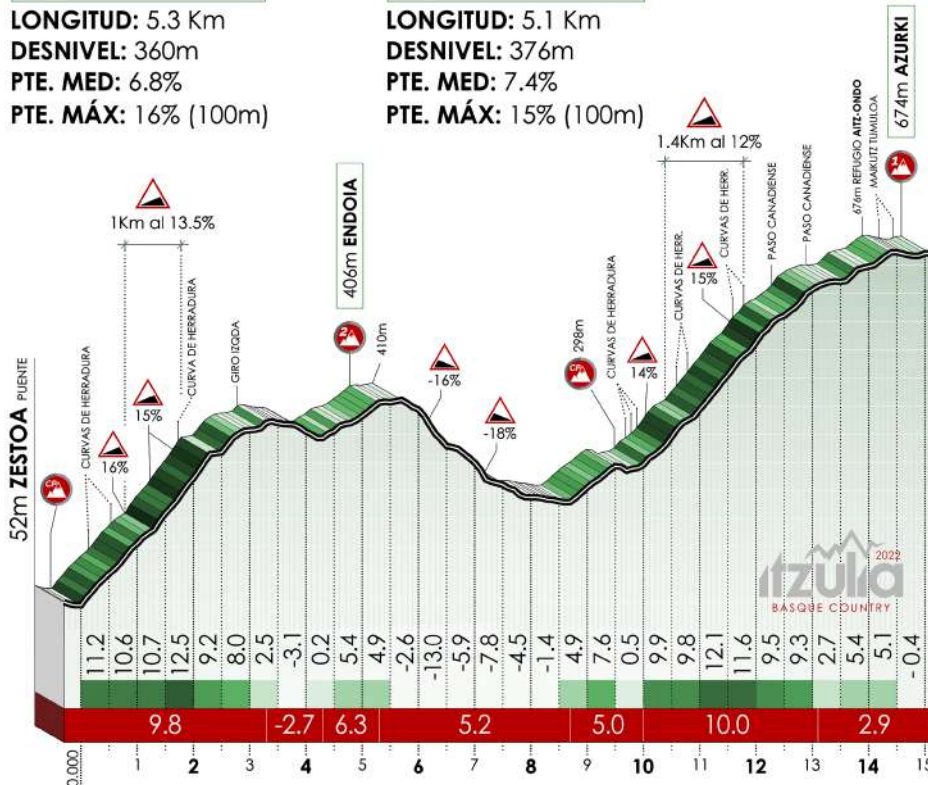 LONGITUD: 5.3 Km
DESNIVEL: 360m
PTE. MED: 6.8%
PTE. MÁX: 16% (100m)
LONGITUD: 5.1 Km
DESNIVEL: 376m
PTE. MED: 7.4%
PTE. MÁX: 15% (100m)
52m ZESTOA PUENTE
CP.
CURVAS DE HERRADURA
16%
1Km al 13.5%
15%
CURVA DE HERRADURA
GIRO IZQDA
406m ENDOIA
2
410m
-16%
-18%
CP.
298m
CURVAS DE HERRADURA
14%
1.4Km al 12%
CURVAS DE HERR.
15%
CURVAS DE HERR.
PASO CANADIENSE
PASO CANADIENSE
676m REFUGIO AITZ-ONDO
MAIKUTZ TUMULOA
674m AZURKI
1
itzulia 2022
BASQUE COUNTRY
11.2 10.6 10.7 12.5 9.2 8.0 2.5 -3.1 0.2 5.4 4.9 -2.6 -13.0 -5.9 -7.8 -4.5 -1.4 4.9 7.6 0.5 9.9 9.8 12.1 11.6 9.5 9.3 2.7 5.4 5.1 -0.4
9.8 -2.7 6.3 5.2 5.0 10.0 2.9
1 2 3 4 5 6 7 8 9 10 11 12 13 14 15